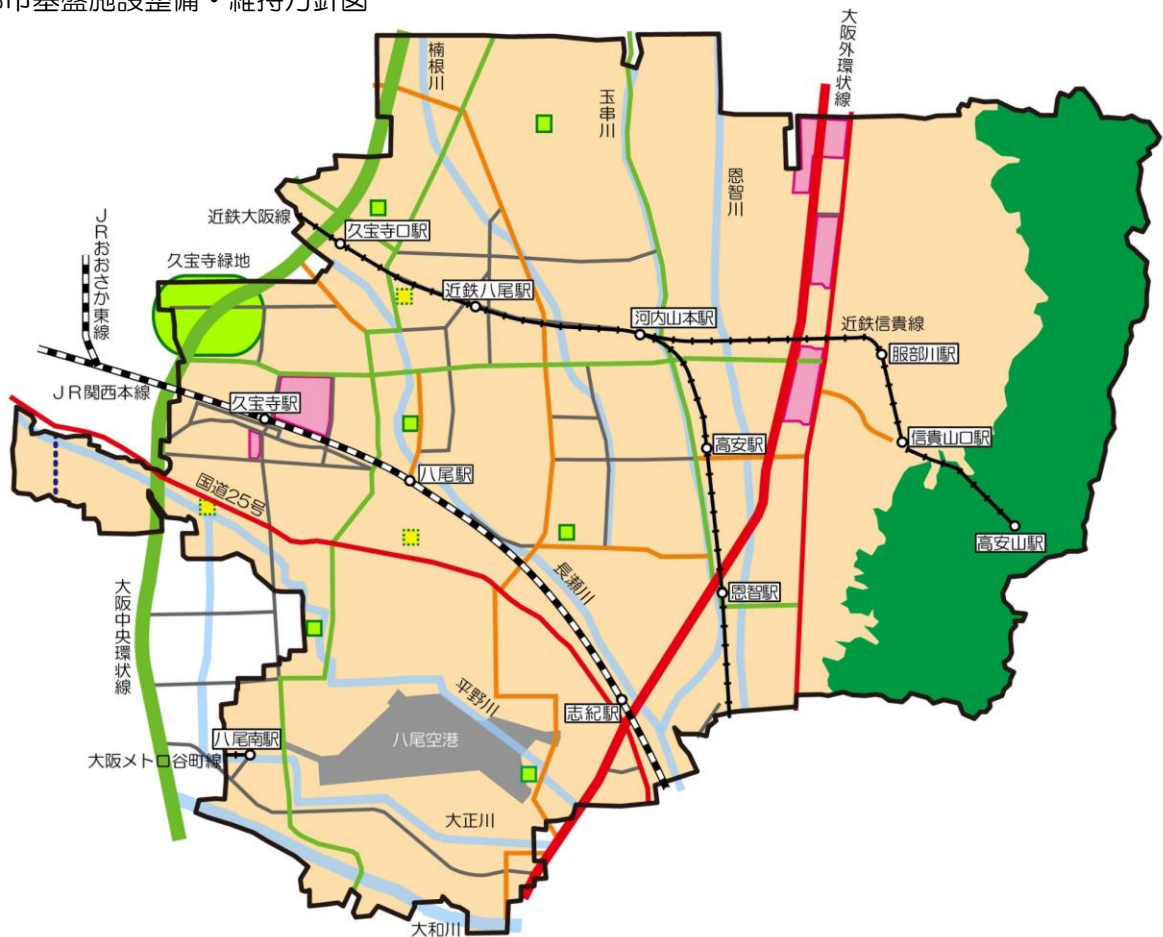 市基盤施設整備・維持方針図
大阪外環状線
楠根川
玉串川
恩智川
近鉄大阪線
久宝寺口駅
JRおおさか東線
久宝寺緑地
近鉄八尾駅
河内山本駅
近鉄信貴線
服部川駅
JR関西本線
久宝寺駅
高安駅
信貴山口駅
八尾駅
国道25号
高安山駅
長瀬川
恩智駅
大阪中央環状線
平野川
志紀駅
八尾南駅
八尾空港
大阪メトロ谷町線
大正川
大和川